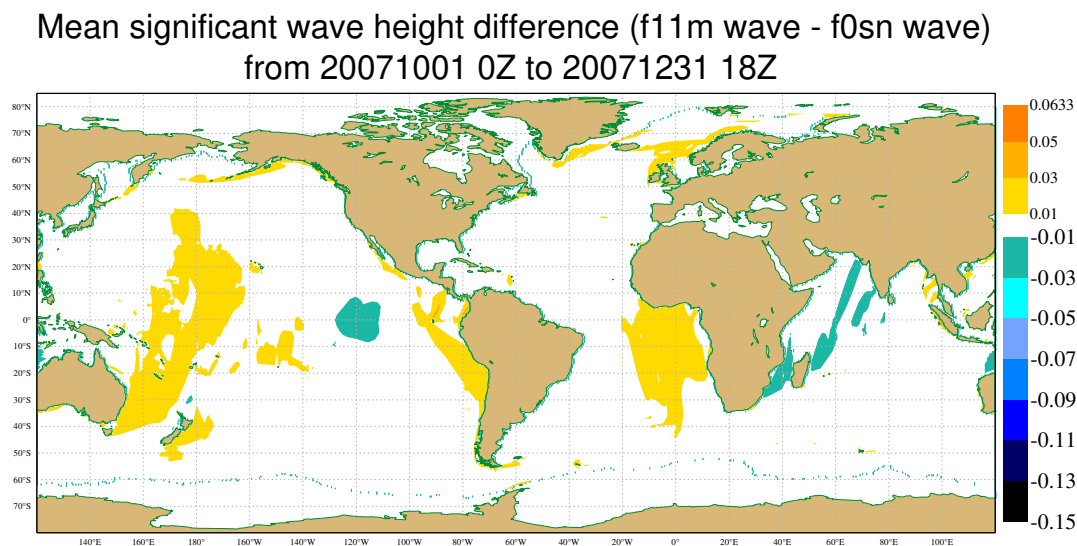 Mean significant wave height difference (f11m wave - f0sn wave)
from 20071001 0Z to 20071231 18Z
80°N
70°N
60°N
50°N
40°N
30°N
20°N
10°N
0°
10°S
20°S
30°S
40°S
50°S
60°S
70°S
140°E
160°E
180°
160°W
140°W
120°W
100°W
80°W
60°W
40°W
20°W
0°
20°E
40°E
60°E
80°E
100°E
0.0633
0.05
0.03
0.01
-0.01
-0.03
-0.05
-0.07
-0.09
-0.11
-0.13
-0.15